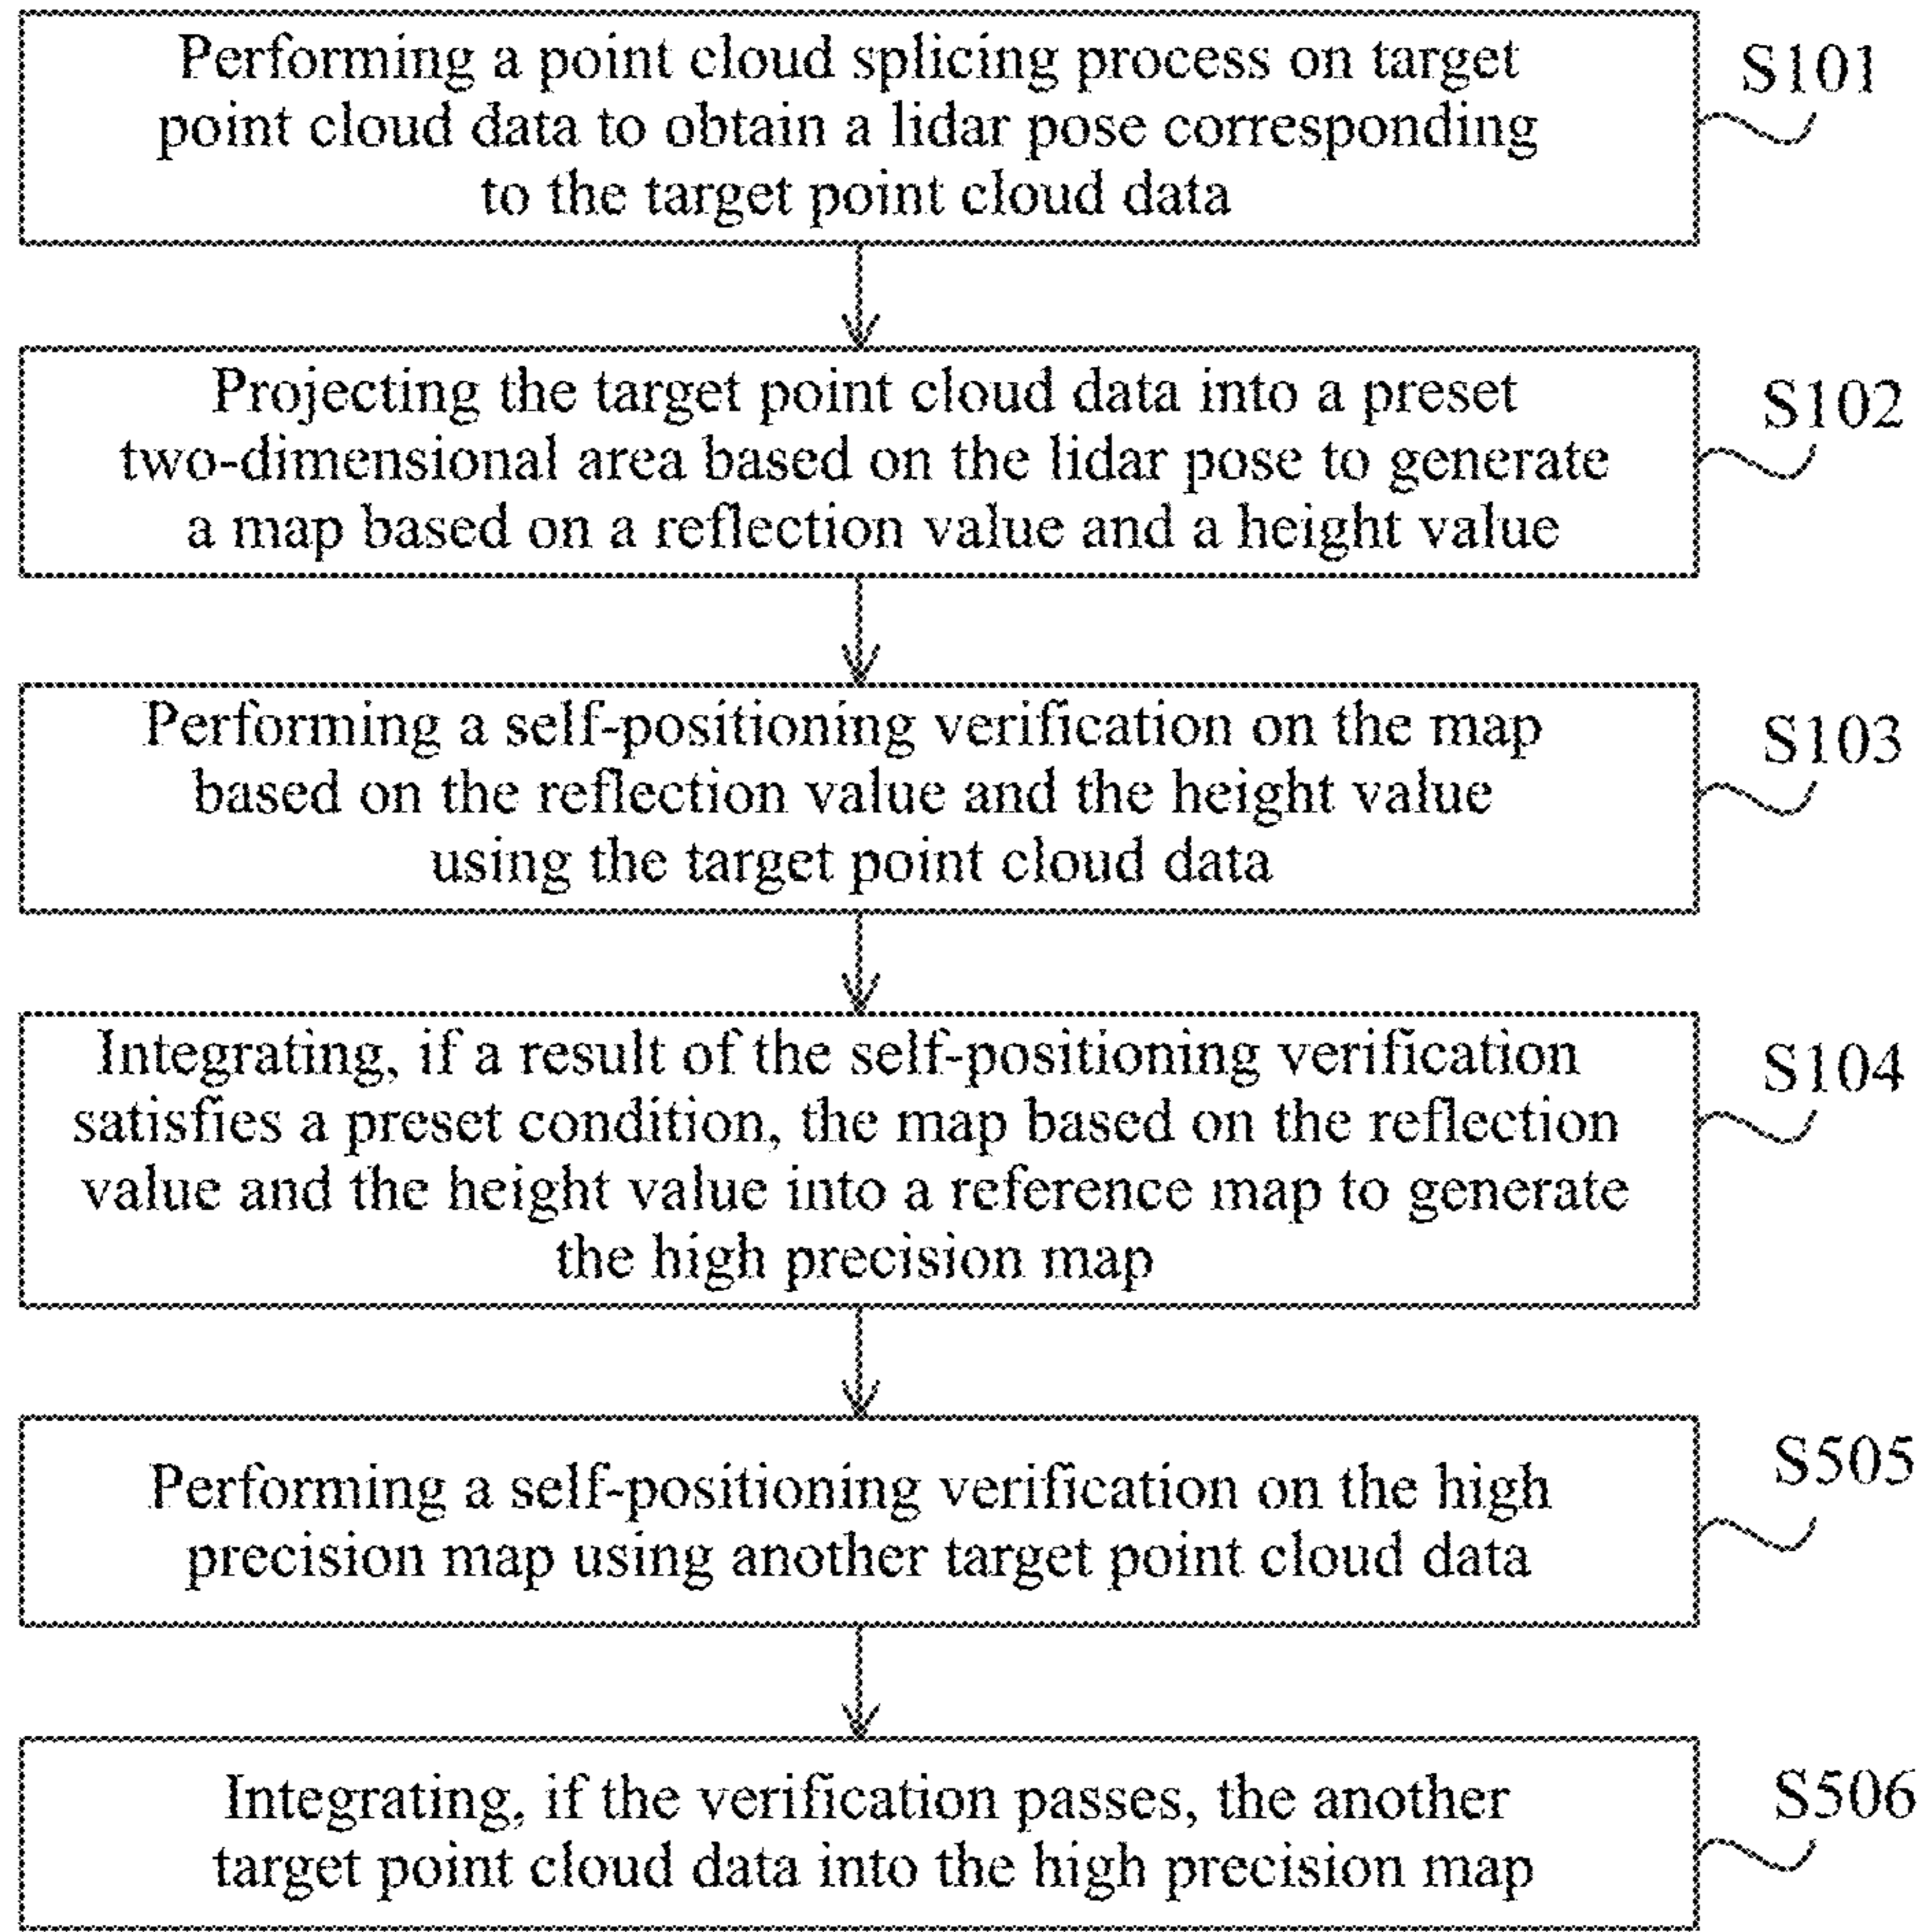 Performing a point cloud splicing process on target
point cloud data to obtain a lidar pose corresponding
to the target point cloud data
S101
Projecting the target point cloud data into a preset
two-dimensional area based on the lidar pose to generate
a map based on a reflection value and a height value
S102
Performing a self-positioning verification on the map
based on the reflection value and the height value
using the target point cloud data
S103
Integrating, if a result of the self-positioning verification
satisfies a preset condition, the map based on the reflection
value and the height value into a reference map to generate
the high precision map
S104
Performing a self-positioning verification on the high
precision map using another target point cloud data
S505
Integrating, if the verification passes, the another
target point cloud data into the high precision map
S506